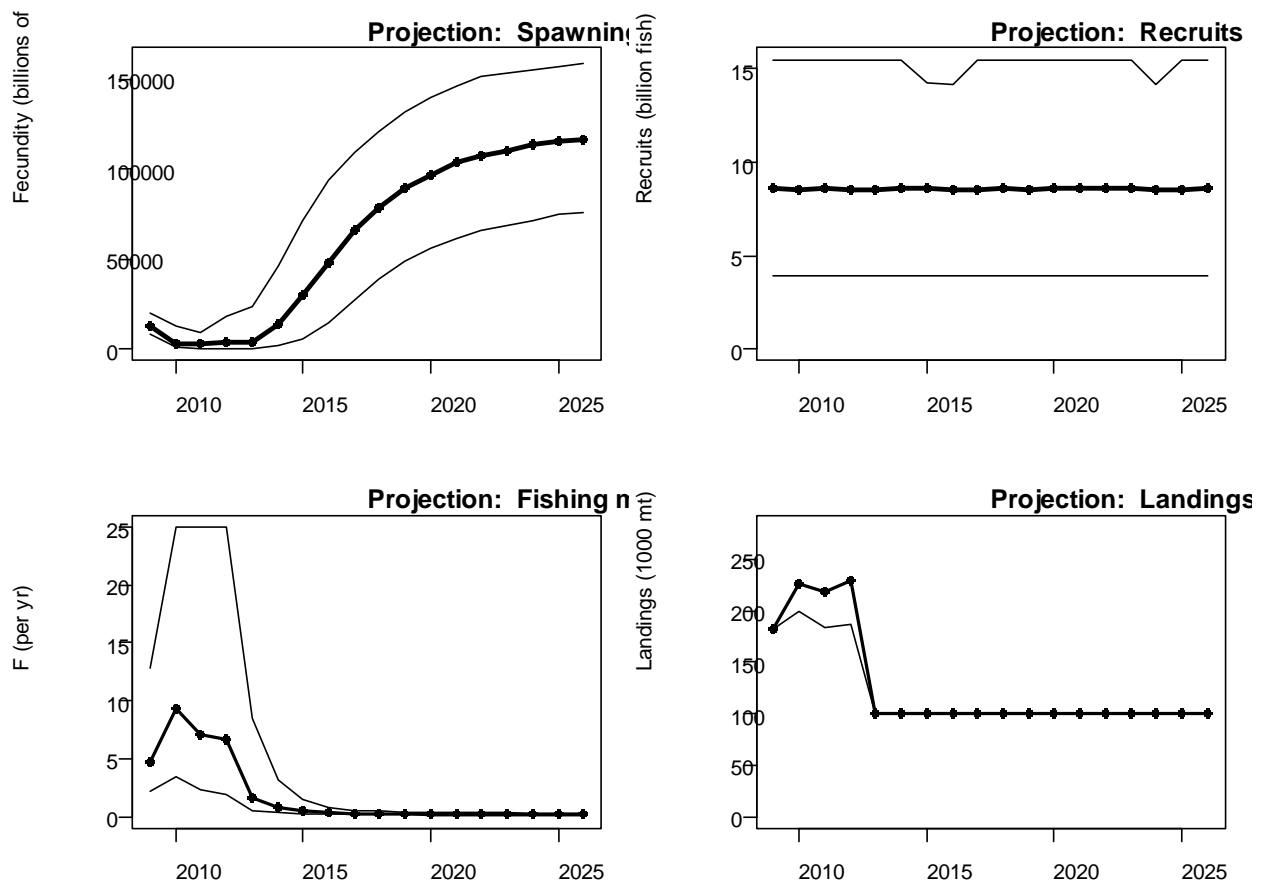 Projection: Spawning
Fecundity (billions of
150000
100000
50000
0
2010 2015 2020 2025
Projection: Recruits
Recruits (billion fish)
15
10
5
0
2010 2015 2020 2025
Projection: Fishing m
F (per yr)
25
20
15
10
5
0
2010 2015 2020 2025
Projection: Landings
Landings (1000 mt)
250
200
150
100
50
0
2010 2015 2020 2025